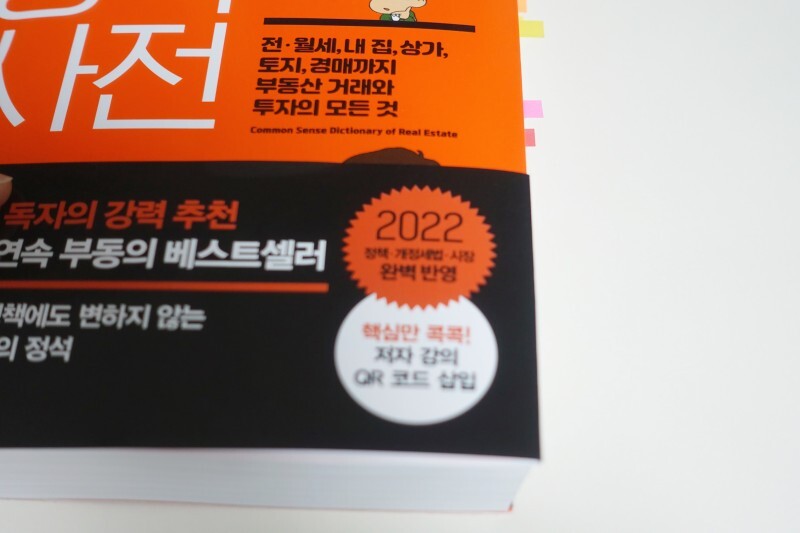 사전
전·월세, 내 집, 상가,
토지, 경매까지
부동산 거래와
투자의 모든 것
Common Sense Dictionary of Real Estate
독자의 강력 추천
연속 부동의 베스트셀러
책에도 변하지 않는
의 정석
2022
정책·개정세법·시장
완벽 반영
핵심만 콕콕!
저자 강의
QR 코드 삽입